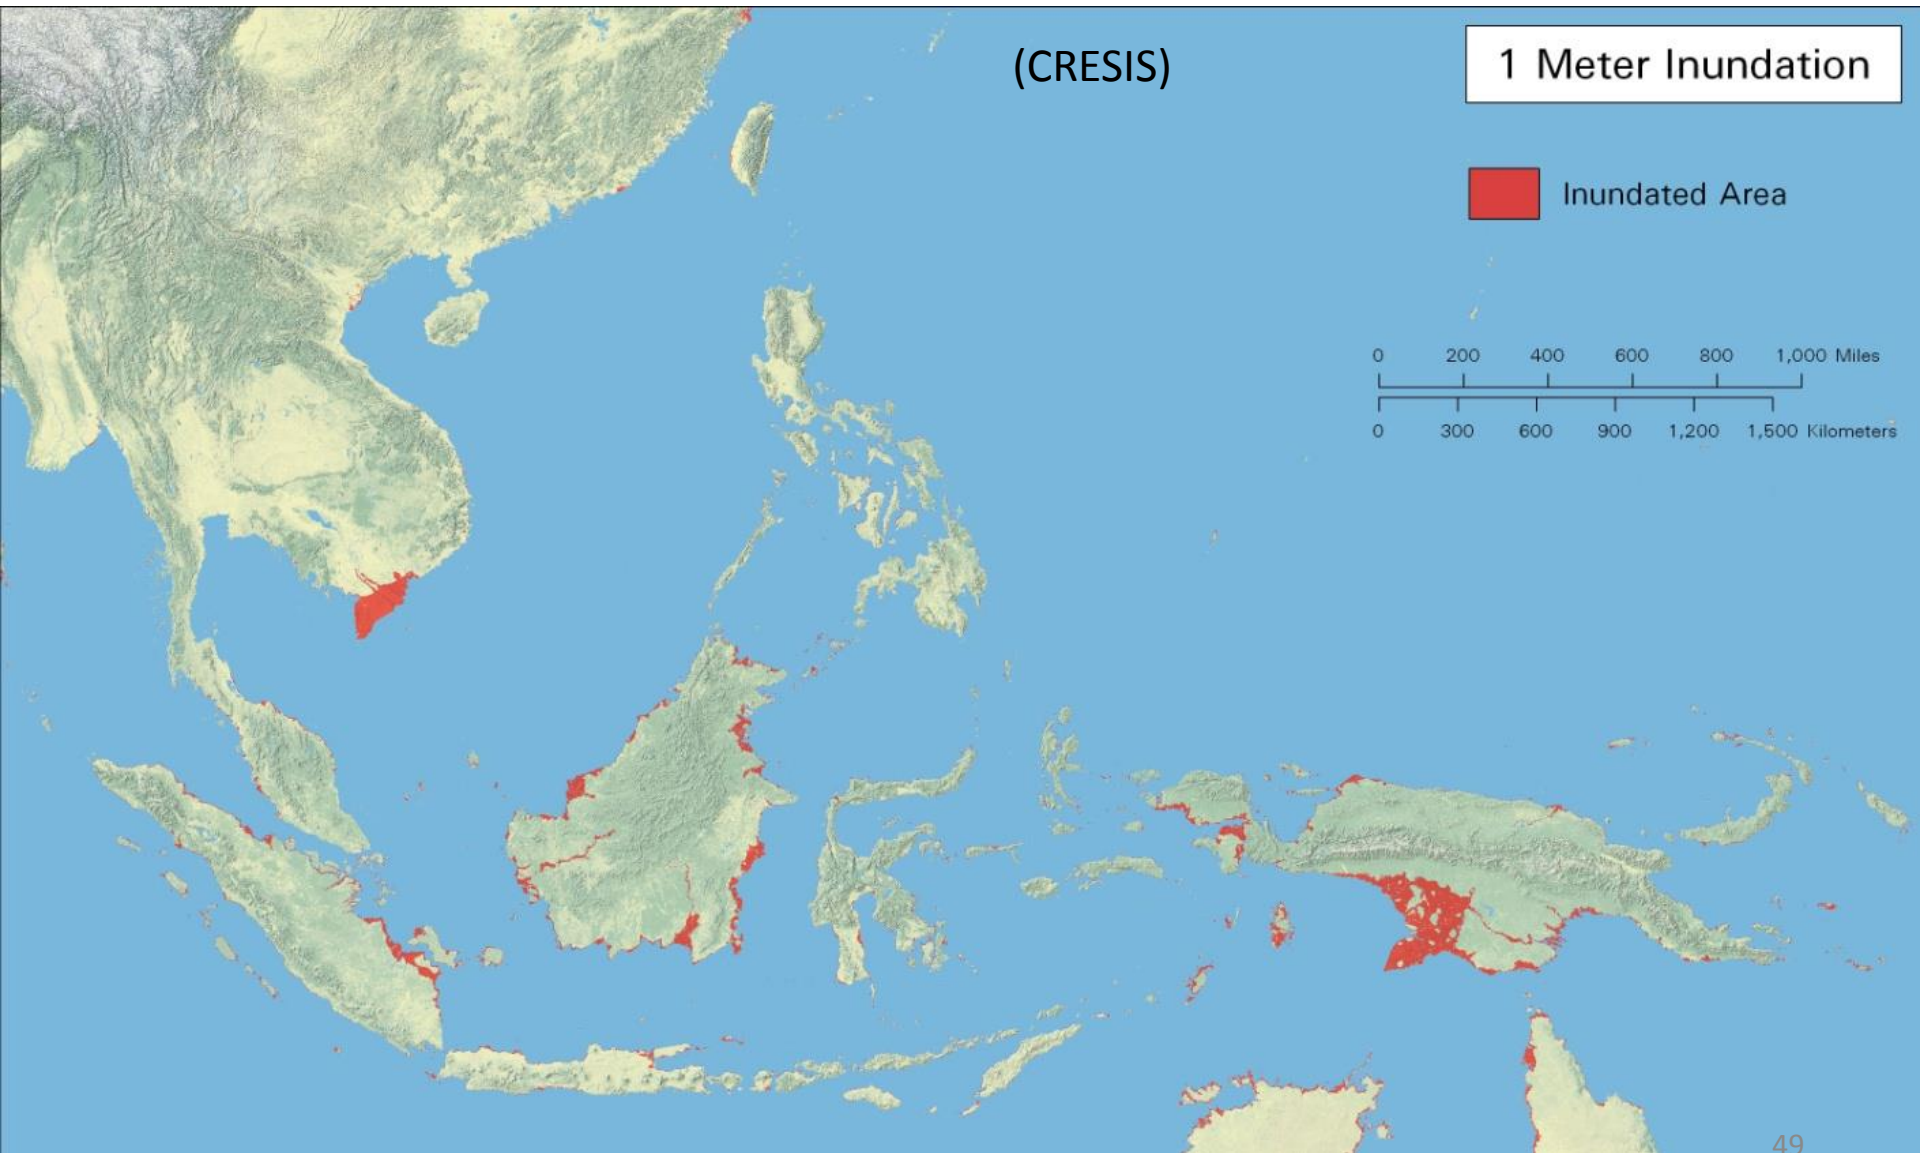 (CRESIS)
1 Meter Inundation
Inundated Area
0 200 400 600 800 1,000 Miles
0 300 600 900 1,200 1,500 Kilometers
49